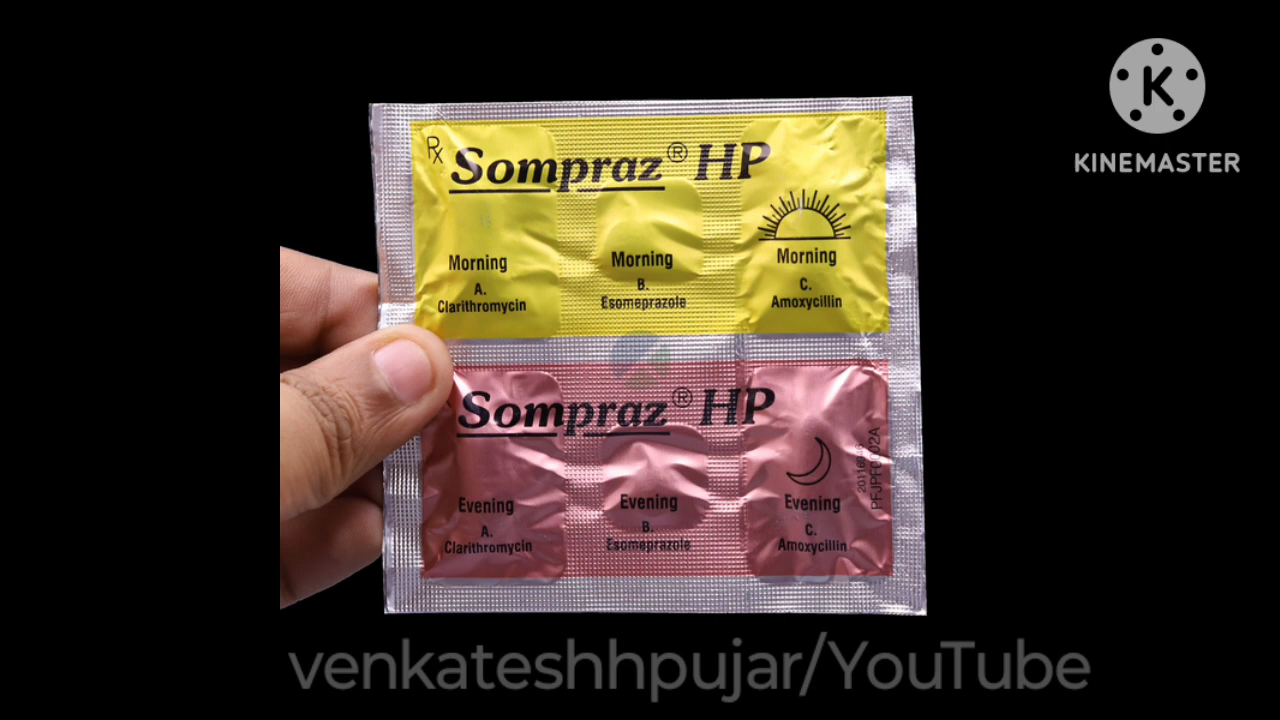 KINEMASTER
Rx Sompraz® HP
Morning
A.
Clarithromycin
Morning
B.
Esomeprazole
Morning
C.
Amoxycillin
Sompraz® HP
Evening
A.
Clarithromycin
Evening
B.
Esomeprazole
Evening
C.
Amoxycillin
venkateshhpujar/YouTube